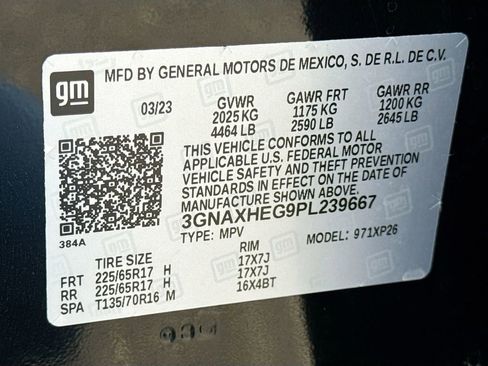 gm
MFD BY GENERAL MOTORS DE MEXICO, S. DE R.L. DE C.V.
03/23 GVWR GAWR FRT GAWR RR
2025 KG 1175 KG 1200 KG
4464 LB 2590 LB 2645 LB
THIS VEHICLE CONFORMS TO ALL
APPLICABLE U.S. FEDERAL MOTOR
VEHICLE SAFETY AND THEFT PREVENTION
STANDARDS IN EFFECT ON THE DATE OF
MANUFACTURE SHOWN ABOVE.
3GNAXHEG9PL239667
384A TYPE: MPV MODEL: 971XP26
TIRE SIZE RIM
FRT 225/65R17 H 17X7J
RR 225/65R17 H 17X7J
SPA T135/70R16 M 16X4BT